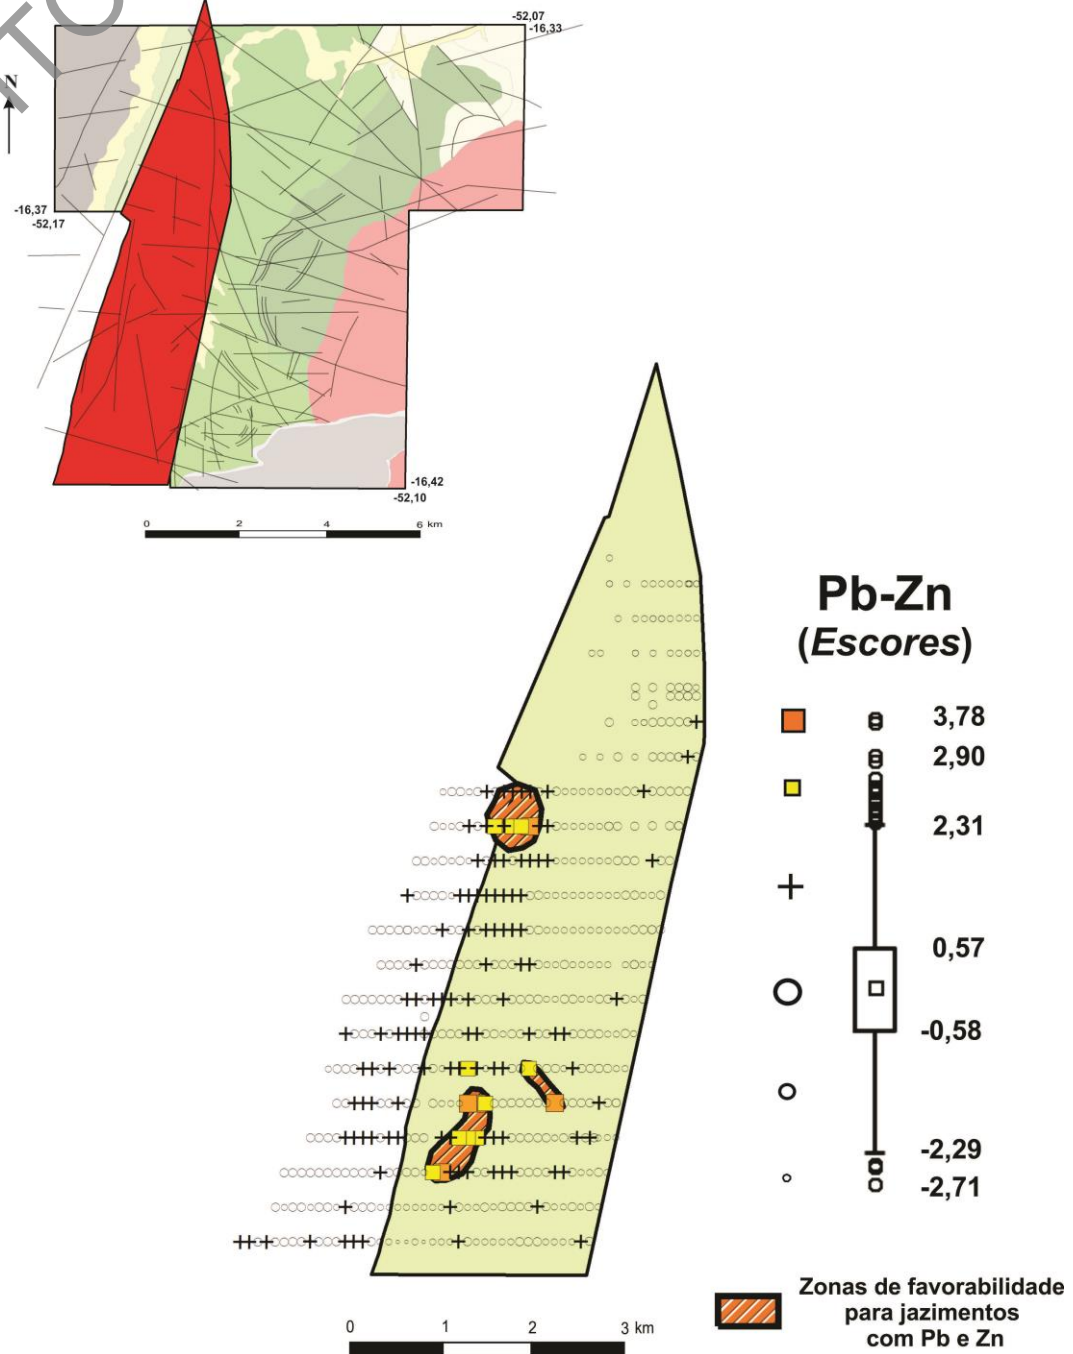 TO
-52,07
-16,33
N
-16,37
-52,17
-16,42
-52,10
0 2 4 6 km
Pb-Zn
(Escores)
3,78
2,90
2,31
0,57
-0,58
-2,29
-2,71
Zonas de favorabilidade
para jazimentos
com Pb e Zn
0 1 2 3 km